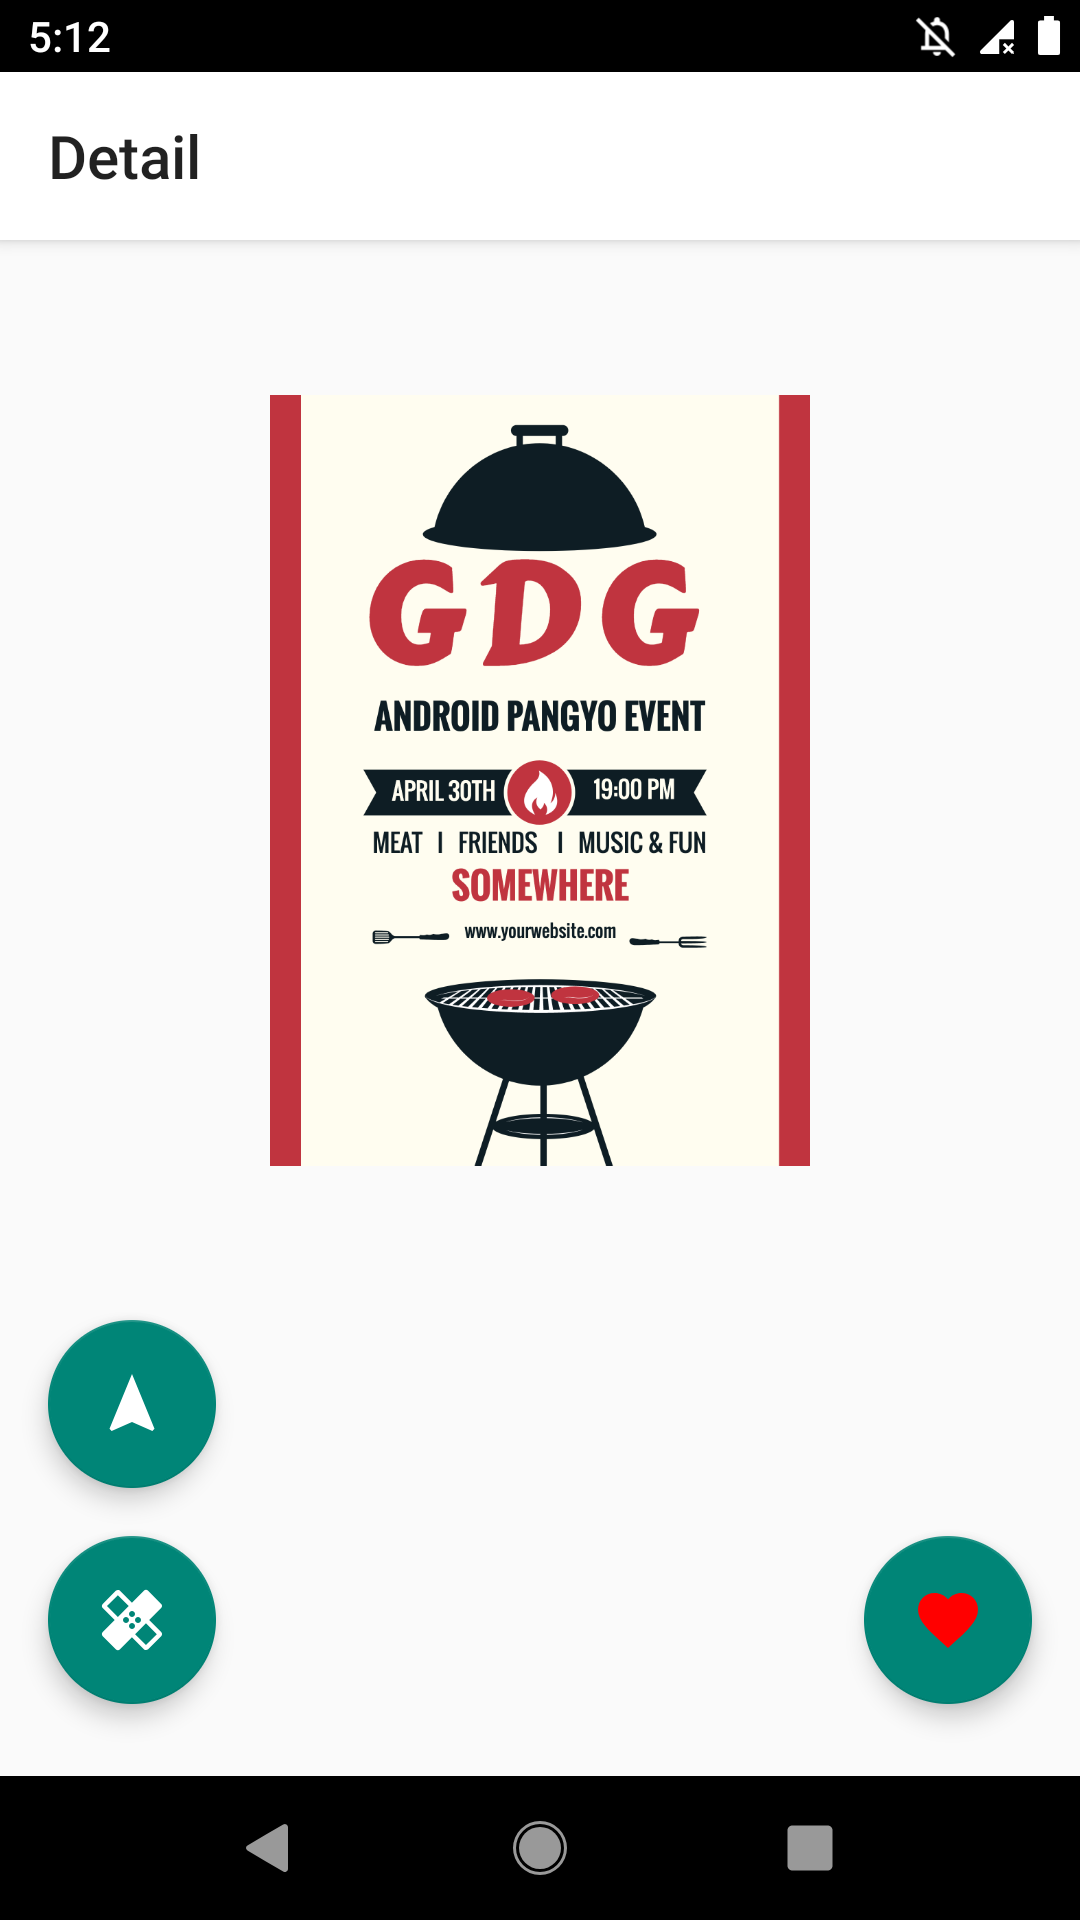 5:12
Detail
GDG
ANDROID PANGYO EVENT
APRIL 30TH 19:00 PM
MEAT | FRIENDS | MUSIC & FUN
SOMEWHERE
www.yourwebsite.com